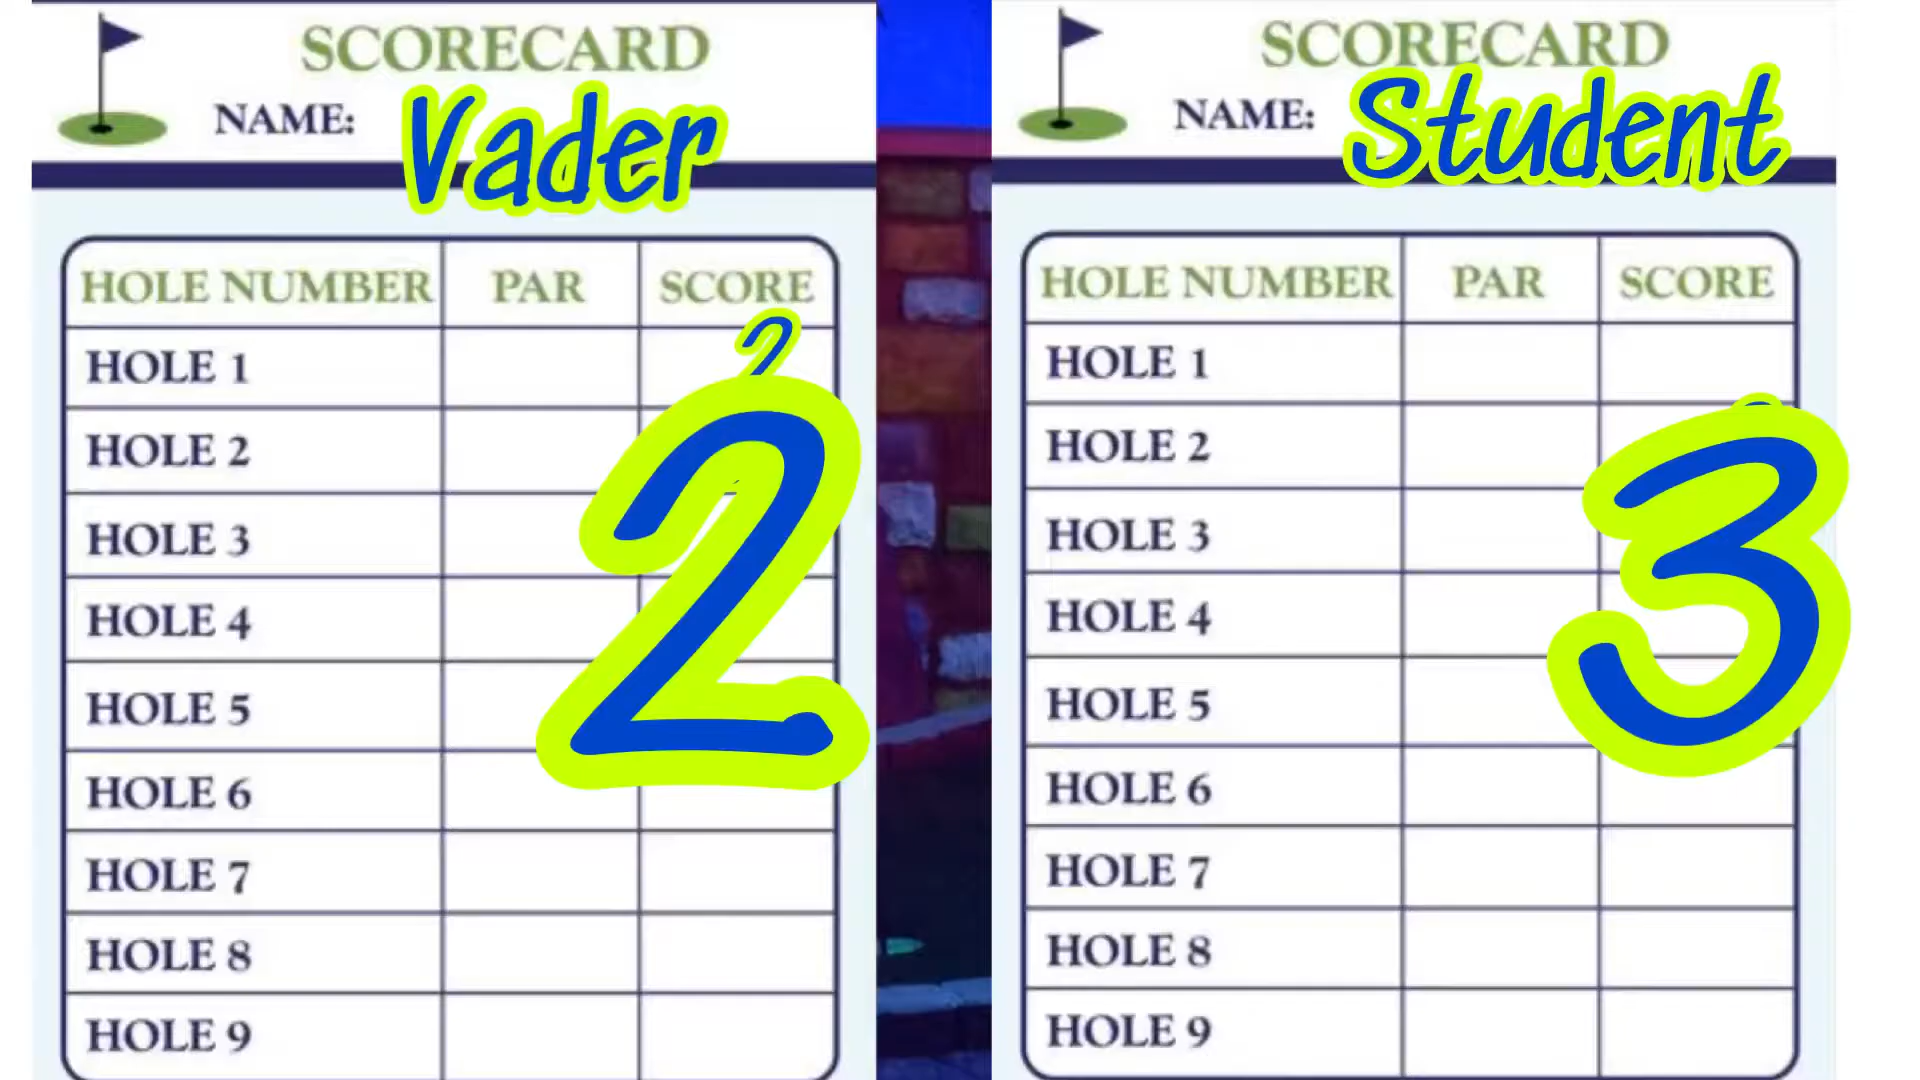 SCORECARD
NAME: Vader
HOLE NUMBER PAR SCORE
HOLE 1 2
HOLE 2
HOLE 3
HOLE 4
HOLE 5
HOLE 6
HOLE 7
HOLE 8
HOLE 9
2
SCORECARD
NAME: Student
HOLE NUMBER PAR SCORE
HOLE 1
HOLE 2
HOLE 3
HOLE 4
HOLE 5
HOLE 6
HOLE 7
HOLE 8
HOLE 9
3